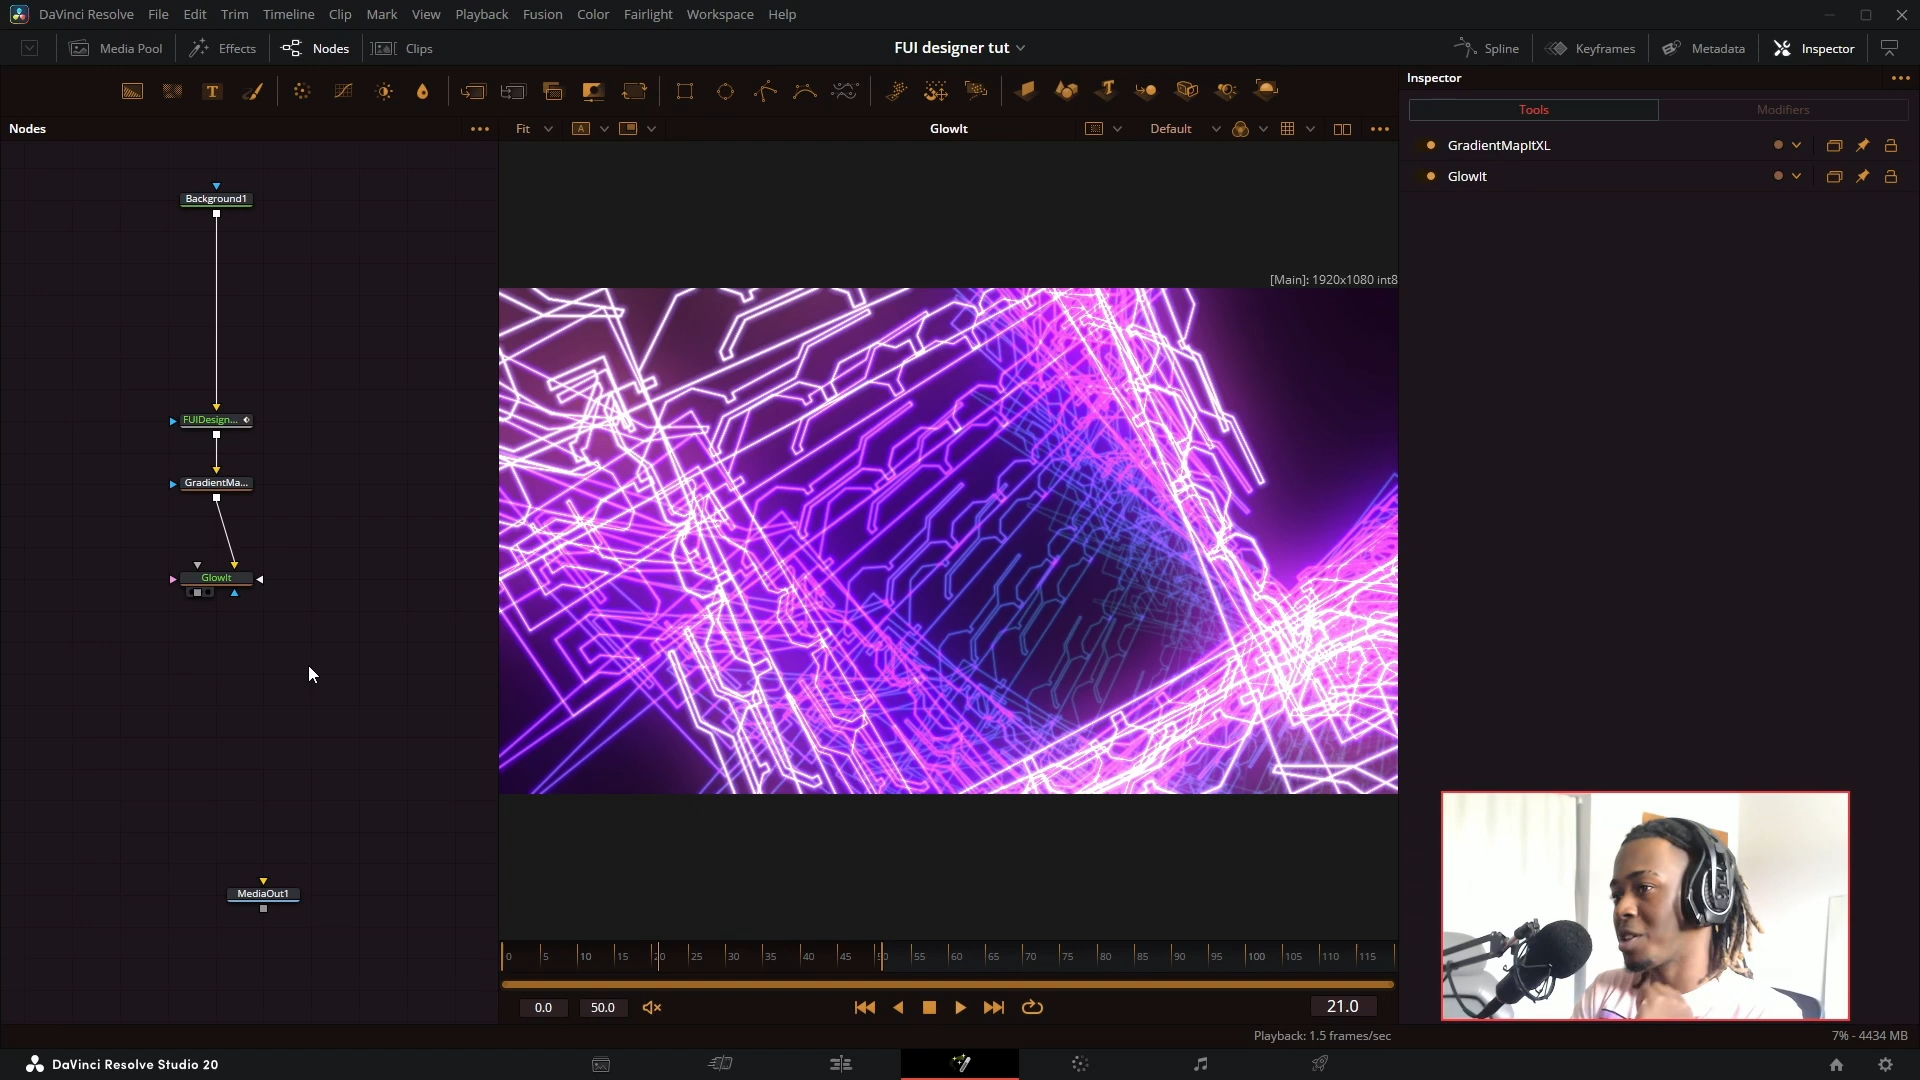 DaVinci Resolve File Edit Trim Timeline Clip Mark View Playback Fusion Color Fairlight Workspace Help
Media Pool Effects Nodes Clips FUI designer tut Spline Keyframes Metadata Inspector
Inspector
Tools Modifiers
Nodes Fit A GlowIt Default
GradientMapItXL
GlowIt
Background1
[Main]: 1920x1080 int8
FUIDesign...
GradientMa...
GlowIt
MediaOut1
0 5 10 15 20 25 30 35 40 45 50 55 60 65 70 75 80 85 90 95 100 105 110 115
0.0 50.0 21.0
Playback: 1.5 frames/sec 7% - 4434 MB
DaVinci Resolve Studio 20